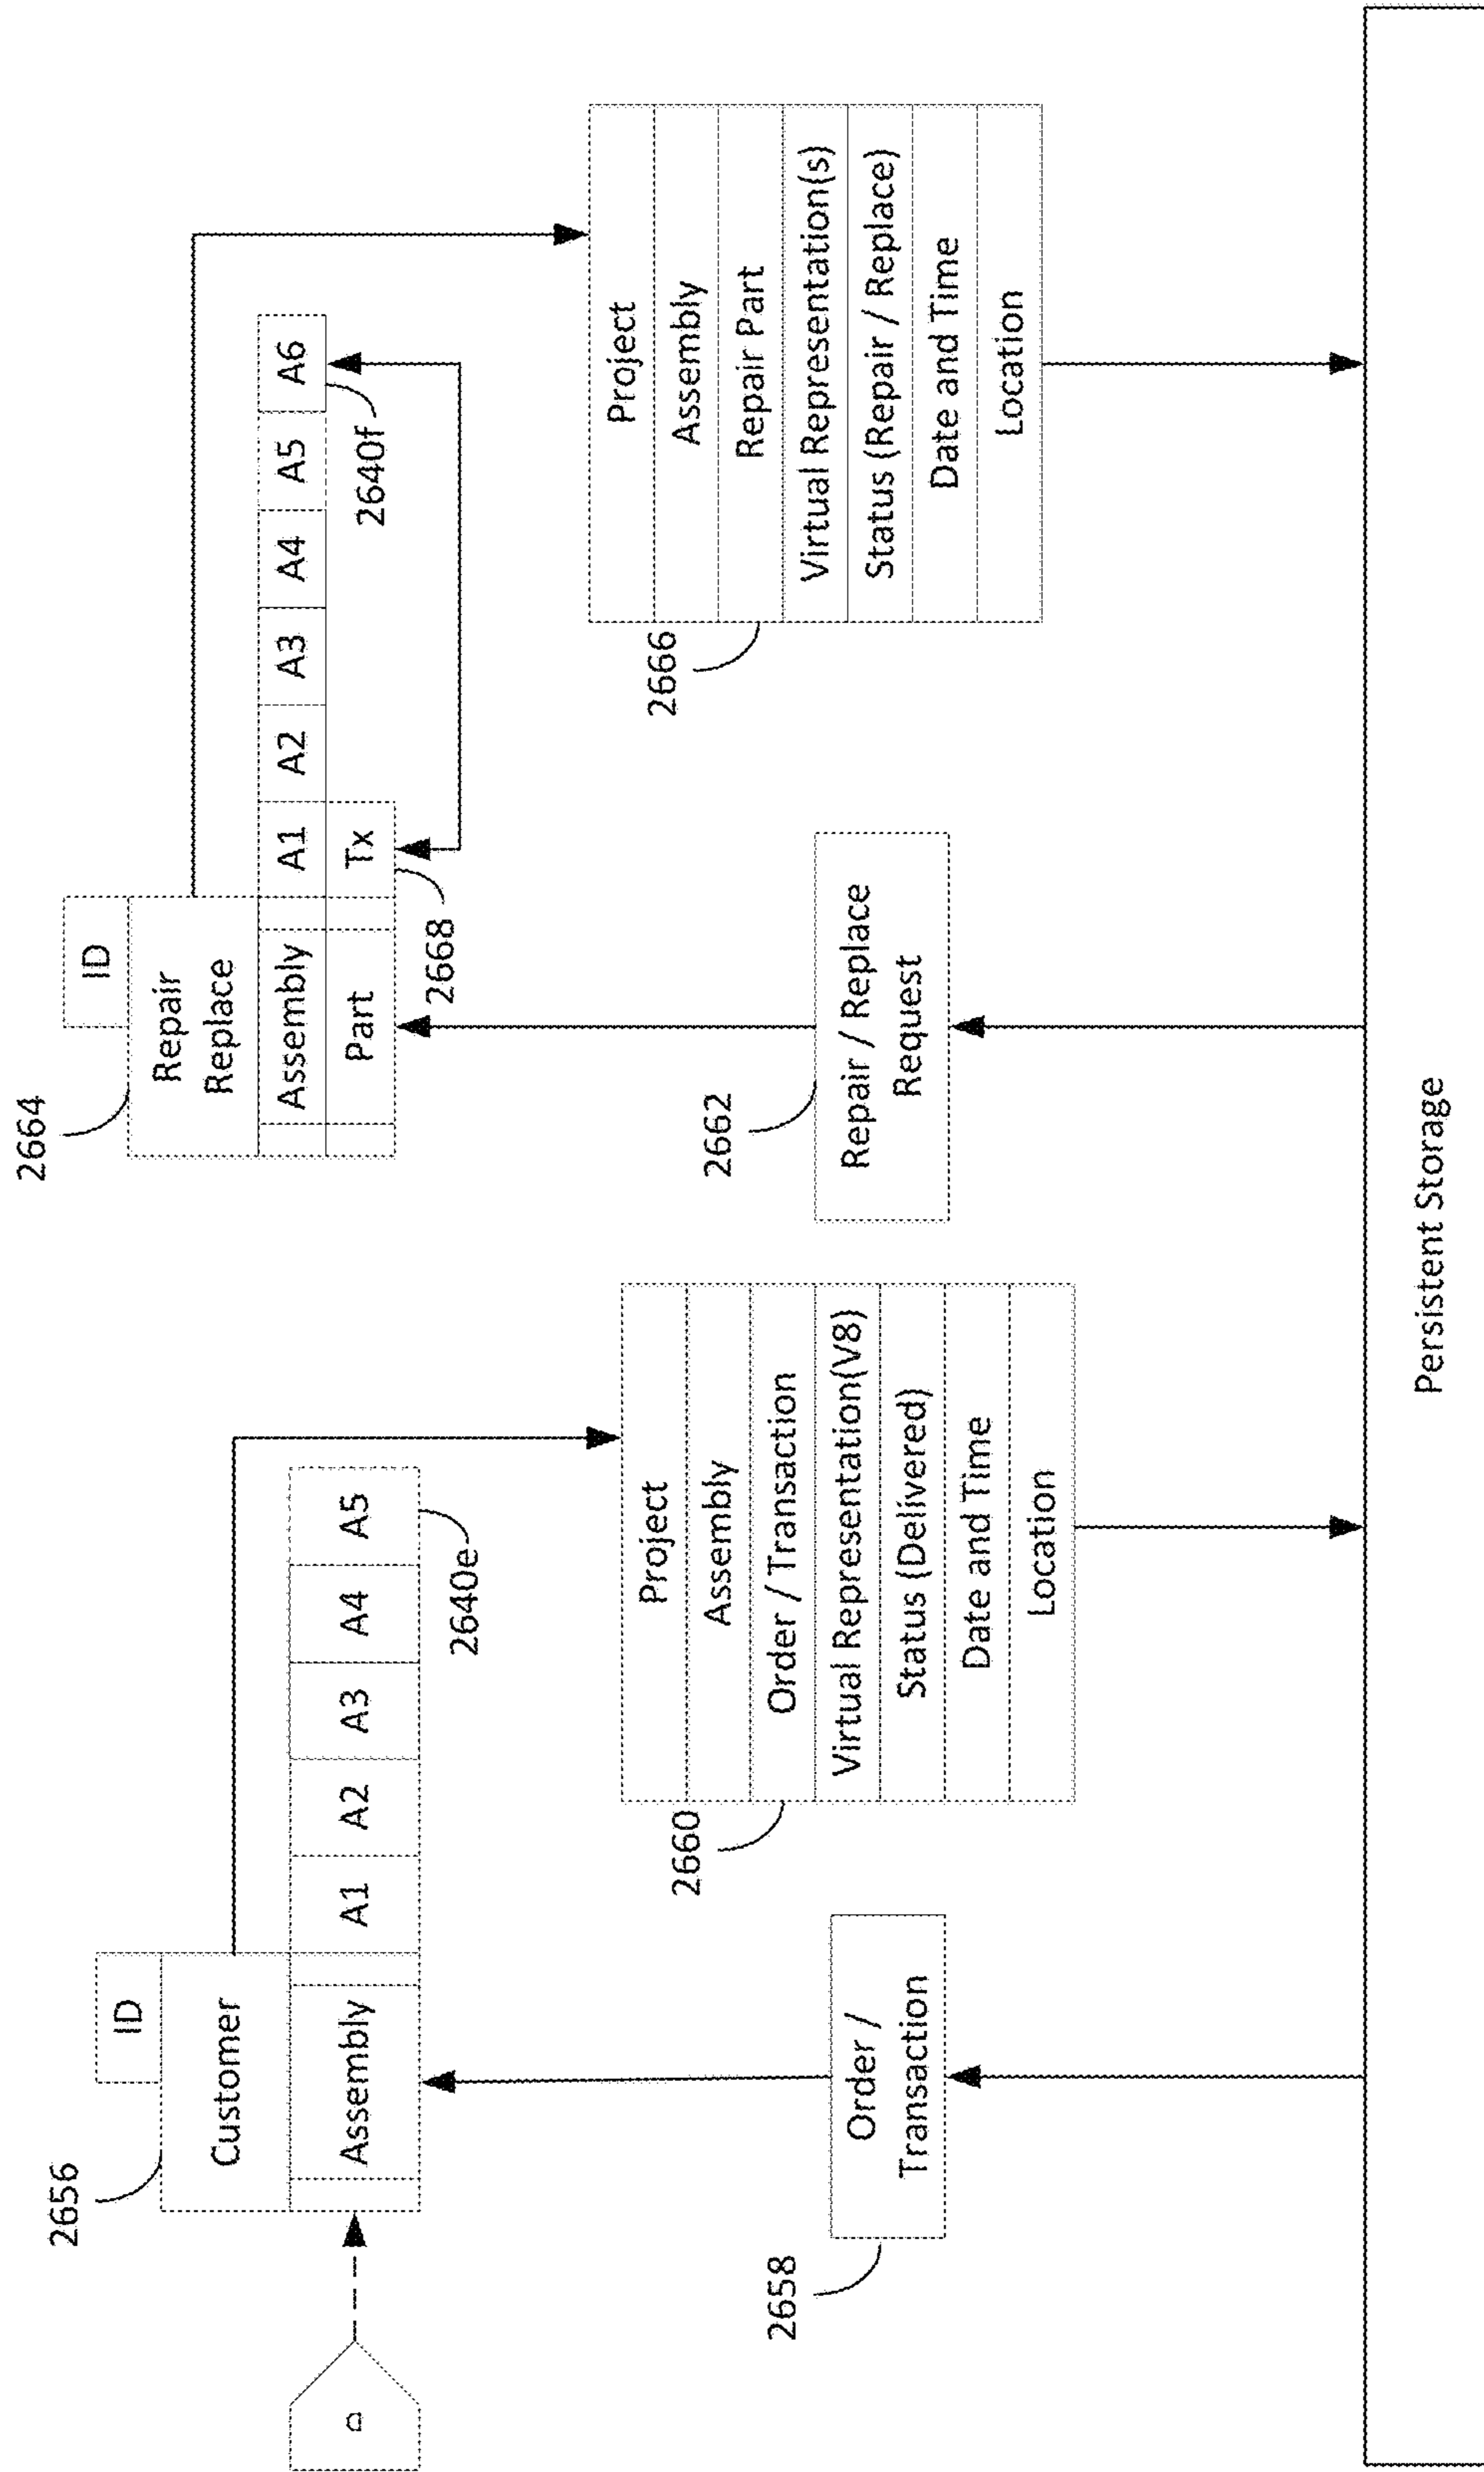 2656
ID
Customer
Assembly
A1
A2
A3
A4
A5
2640e
2658
Order /
Transaction
2660
Project
Assembly
Order / Transaction
Virtual Representation(V8)
Status (Delivered)
Date and Time
Location
2664
ID
Repair
Replace
Assembly
A1
A2
A3
A4
A5
A6
Part
Tx
2668
2640f
2662
Repair / Replace
Request
2666
Project
Assembly
Repair Part
Virtual Representation(s)
Status (Repair / Replace)
Date and Time
Location
Persistent Storage